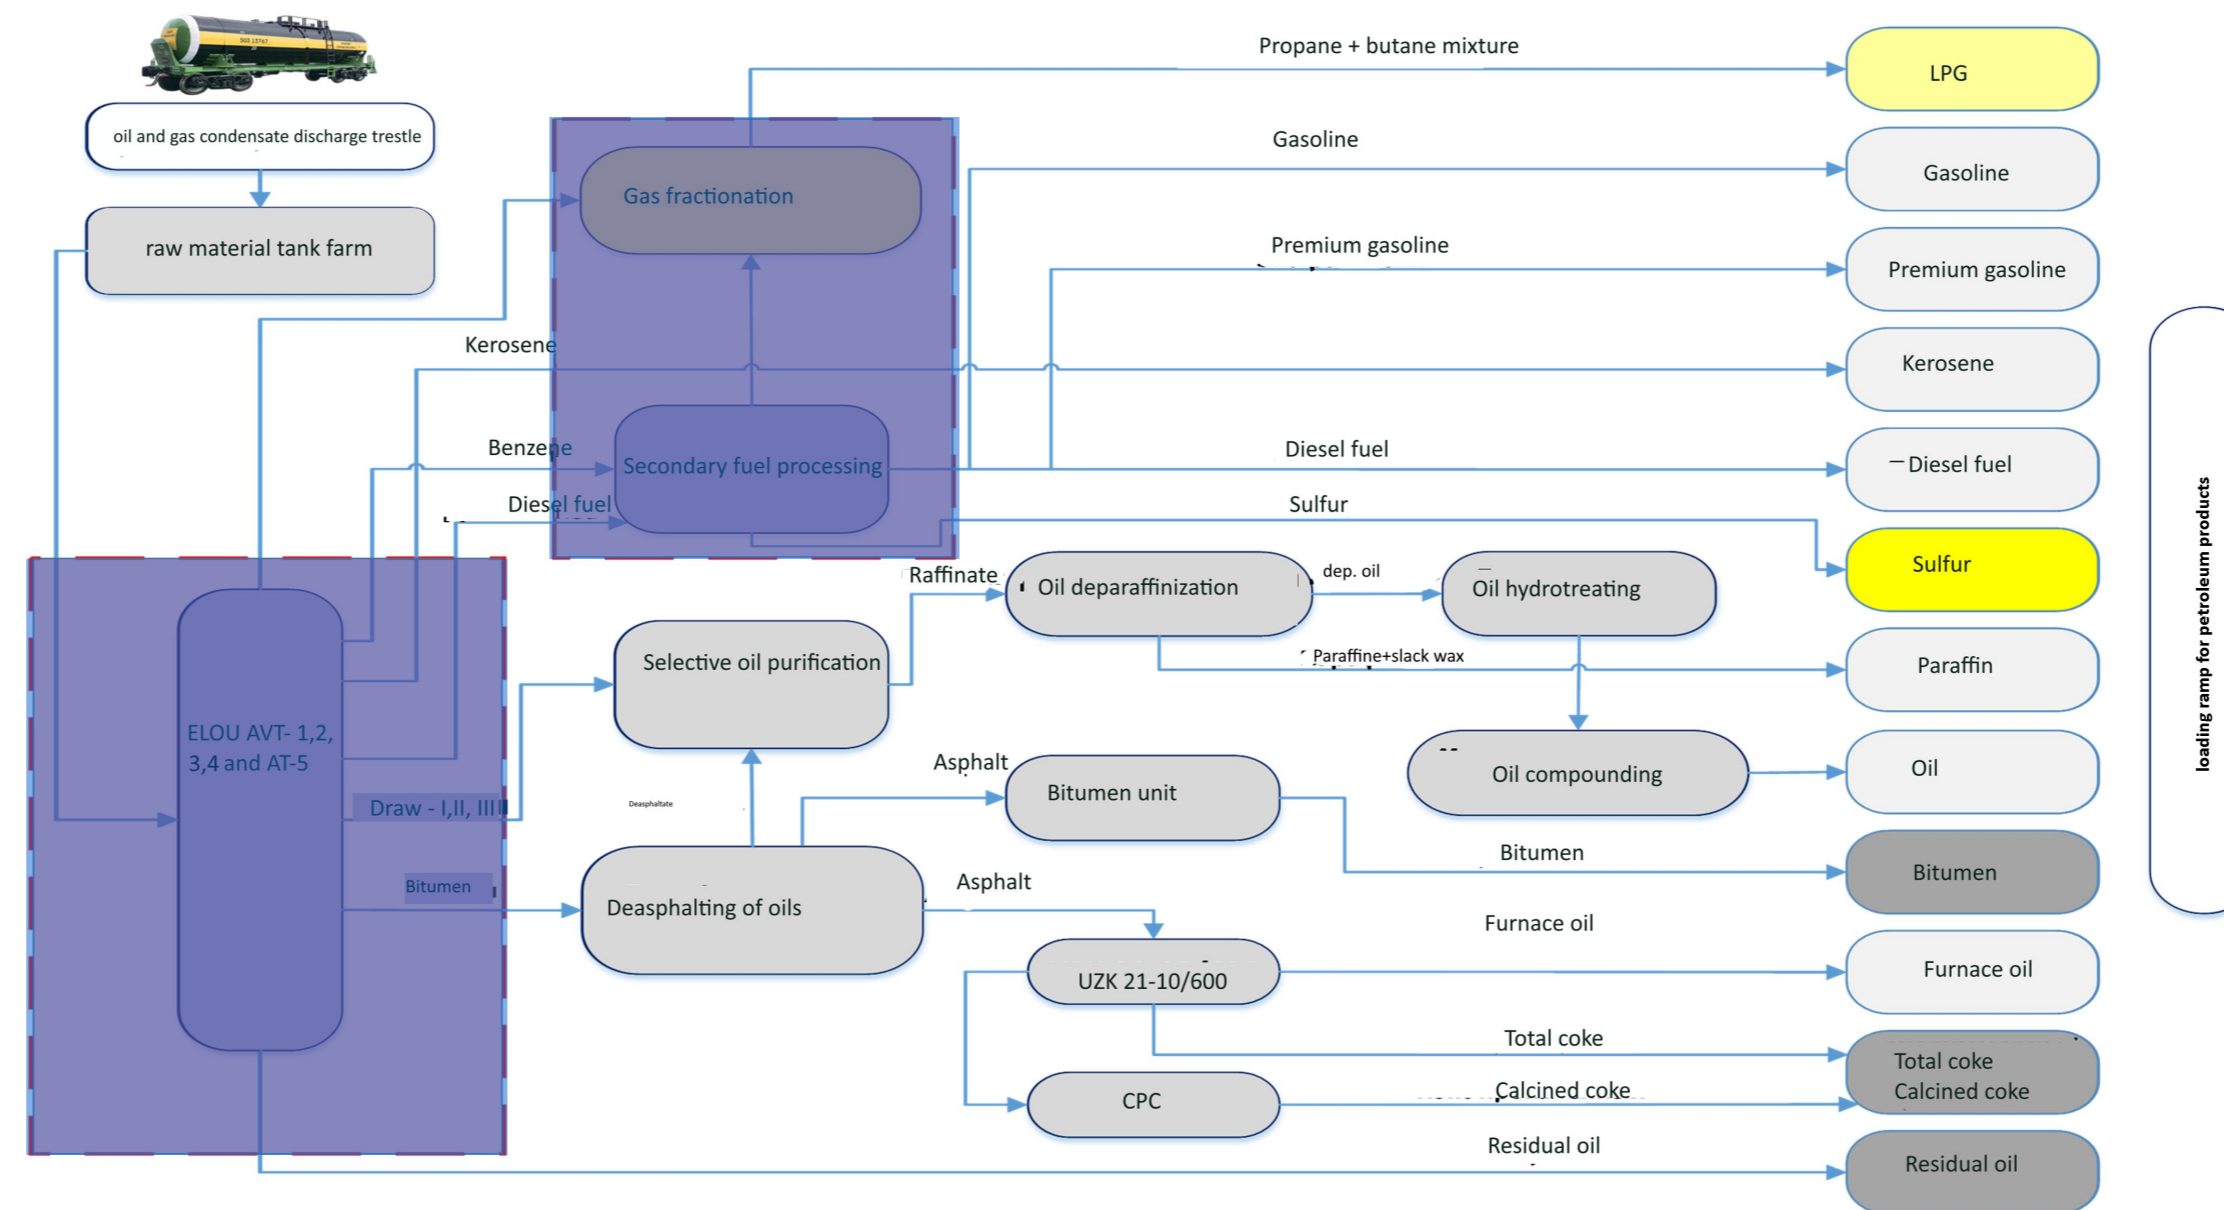 Propane + butane mixture
LPG
oil and gas condensate discharge trestle
Gasoline
Gasoline
Gas fractionation
raw material tank farm
Premium gasoline
Premium gasoline
Kerosene
Kerosene
Benzene
Secondary fuel processing
Diesel fuel
Diesel fuel
Diesel fuel
Sulfur
Sulfur
Raffinate
Oil deparaffinization
dep. oil
Oil hydrotreating
Selective oil purification
Paraffine+slack wax
Paraffin
loading ramp for petroleum products
ELOU AVT- 1,2,
3,4 and AT-5
Draw - I,II, III
Deasphaltate
Asphalt
Bitumen unit
Oil compounding
Oil
Bitumen
Bitumen
Bitumen
Deasphalting of oils
Asphalt
Furnace oil
UZK 21-10/600
Furnace oil
Total coke
Total coke
Calcined coke
Calcined coke
CPC
Residual oil
Residual oil